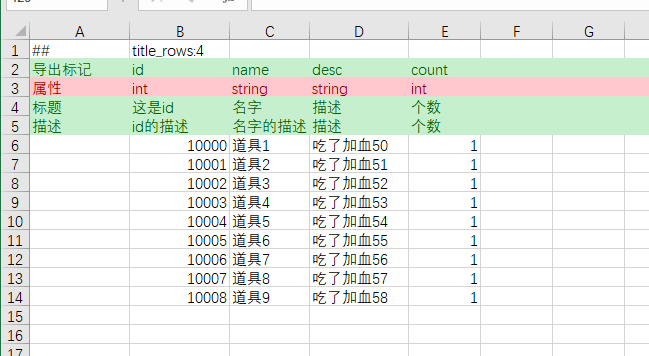 A B C D E F G
1 ## title_rows:4
2 导出标记 id name desc count
3 属性 int string string int
4 标题 这是id 名字 描述 个数
5 描述 id的描述 名字的描述 描述 个数
6 10000 道具1 吃了加血50 1
7 10001 道具2 吃了加血51 1
8 10002 道具3 吃了加血52 1
9 10003 道具4 吃了加血53 1
10 10004 道具5 吃了加血54 1
11 10005 道具6 吃了加血55 1
12 10006 道具7 吃了加血56 1
13 10007 道具8 吃了加血57 1
14 10008 道具9 吃了加血58 1
15
16
17